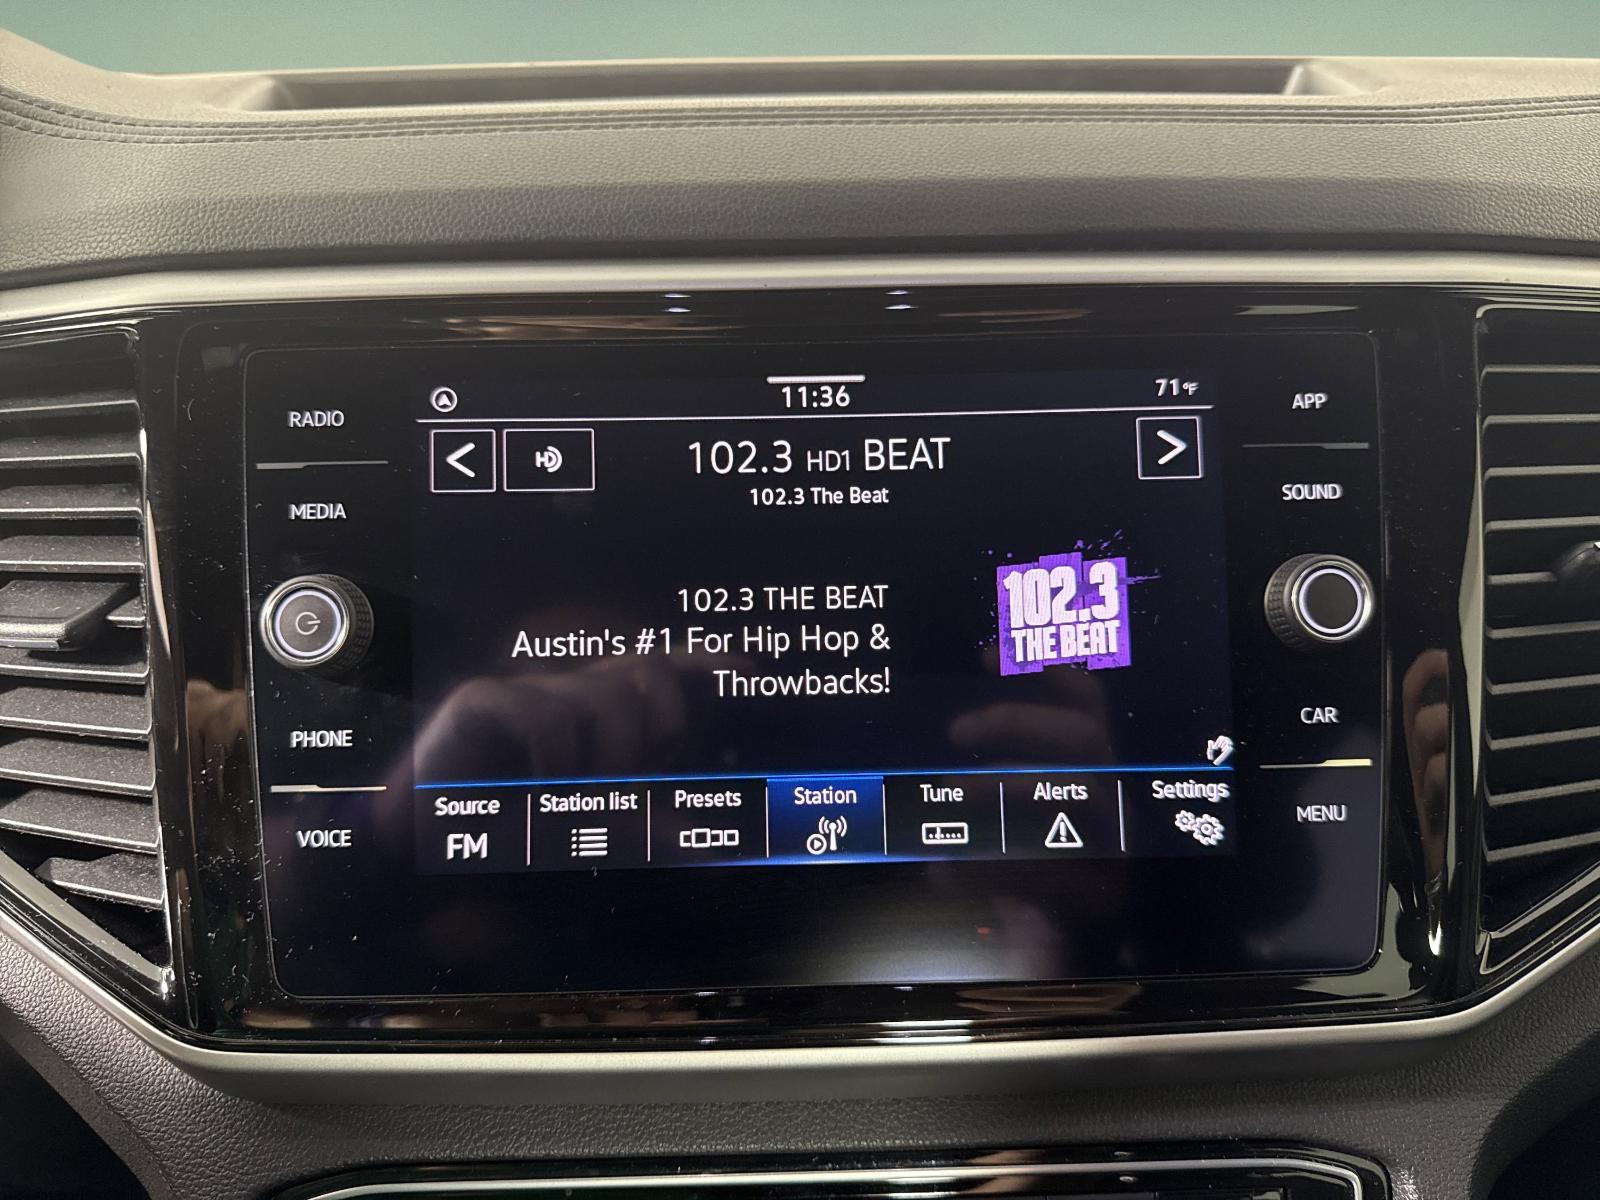 RADIO
MEDIA
PHONE
VOICE
11:36
71°F
HD
102.3 HD1 BEAT
102.3 The Beat
102.3 THE BEAT
Austin's #1 For Hip Hop &
Throwbacks!
102.3
THE BEAT
Source
FM
Station list
Presets
Station
Tune
Alerts
Settings
APP
SOUND
CAR
MENU